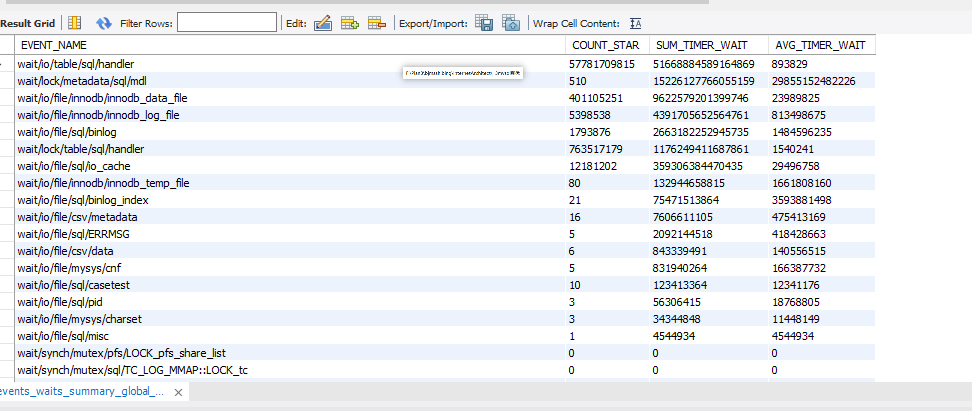 Result Grid Filter Rows: Edit: Export/Import: Wrap Cell Content:
EVENT_NAME COUNT_STAR SUM_TIMER_WAIT AVG_TIMER_WAIT
wait/io/table/sql/handler 57781709815 51668884589164869 893829
wait/lock/metadata/sql/mdl 510 15226127766055159 29855152482226
wait/io/file/innodb/innodb_data_file 401105251 9622579201399746 23989825
wait/io/file/innodb/innodb_log_file 5398538 4391705652564761 813498675
wait/io/file/sql/binlog 1793876 2663182252945735 1484596235
wait/lock/table/sql/handler 763517179 1176249411687861 1540241
wait/io/file/sql/io_cache 12181202 359306384470435 29496758
wait/io/file/innodb/innodb_temp_file 80 132944658815 1661808160
wait/io/file/sql/binlog_index 21 75471513864 3593881498
wait/io/file/csv/metadata 16 7606611105 475413169
wait/io/file/sql/ERRMSG 5 2092144518 418428663
wait/io/file/csv/data 6 843339491 140556515
wait/io/file/mysys/cnf 5 831940264 166387732
wait/io/file/sql/casetest 10 123413364 12341176
wait/io/file/sql/pid 3 56306415 18768805
wait/io/file/mysys/charset 3 34344848 11448149
wait/io/file/sql/misc 1 4544934 4544934
wait/synch/mutex/pfs/LOCK_pfs_share_list 0 0 0
wait/synch/mutex/sql/TC_LOG_MMAP::LOCK_tc 0 0 0
events_waits_summary_global_...